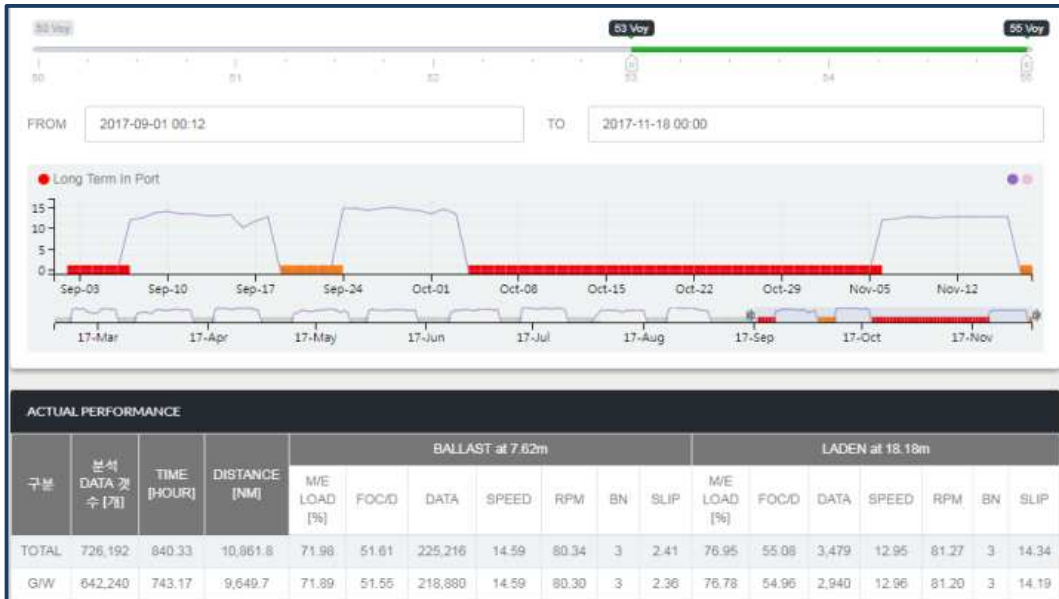 50 Voy 53 Voy 55 Voy
50 51 52 53 54 55
FROM 2017-09-01 00:12 TO 2017-11-18 00:00
Long Term In Port
15
10
5
0
Sep-03 Sep-10 Sep-17 Sep-24 Oct-01 Oct-08 Oct-15 Oct-22 Oct-29 Nov-05 Nov-12
17-Mar 17-Apr 17-May 17-Jun 17-Jul 17-Aug 17-Sep 17-Oct 17-Nov
ACTUAL PERFORMANCE
구분 분석 DATA 갯수 [개] TIME [HOUR] DISTANCE [NM] BALLAST at 7.62m LADEN at 18.18m
M/E LOAD [%] FOC/D DATA SPEED RPM BN SLIP M/E LOAD [%] FOC/D DATA SPEED RPM BN SLIP
TOTAL 726,192 840.33 10,861.8 71.98 51.61 225,216 14.59 80.34 3 2.41 76.95 55.08 3,479 12.95 81.27 3 14.34
G/W 642,240 743.17 9,649.7 71.89 51.55 218,880 14.59 80.30 3 2.36 76.78 54.96 2,940 12.96 81.20 3 14.19